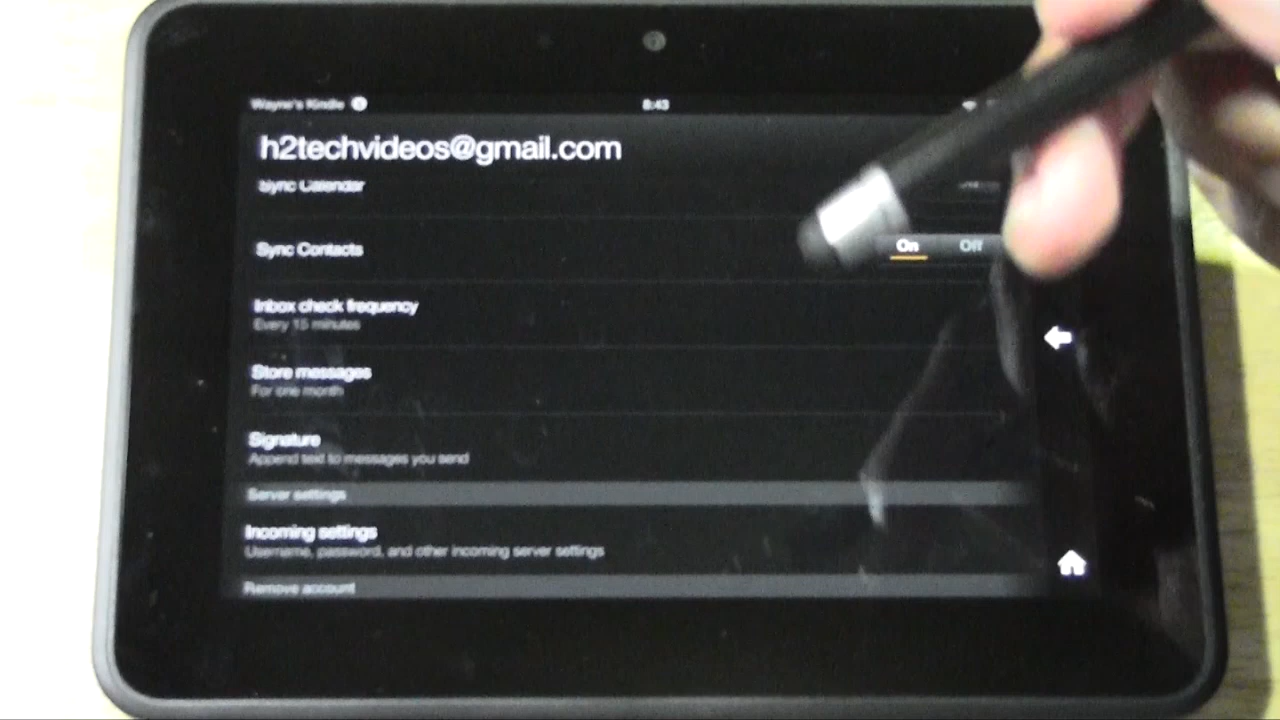 Wayne's Kindle
8:43
h2techvideos@gmail.com
Sync Calendar
Sync Contacts
On Off
Inbox check frequency
Every 15 minutes
Store messages
For one month
Signature
Append text to messages you send
Server settings
Incoming settings
Username, password, and other incoming server settings
Remove account